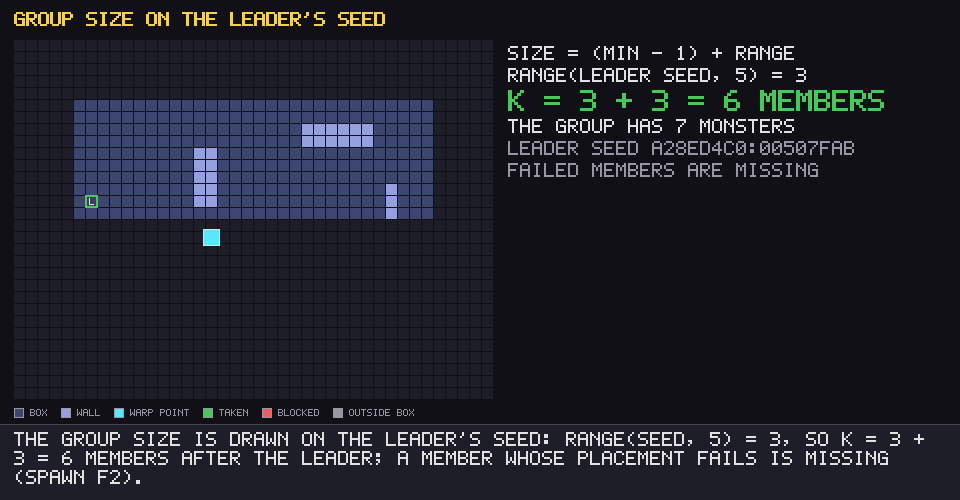 GROUP SIZE ON THE LEADER'S SEED
SIZE = (MIN - 1) + RANGE
RANGE(LEADER SEED, 5) = 3
K = 3 + 3 = 6 MEMBERS
THE GROUP HAS 7 MONSTERS
LEADER SEED A28ED4C0:00507FAB
FAILED MEMBERS ARE MISSING
L
BOX WALL WARP POINT TAKEN BLOCKED OUTSIDE BOX
THE GROUP SIZE IS DRAWN ON THE LEADER'S SEED: RANGE(SEED, 5) = 3, SO K = 3 +
3 = 6 MEMBERS AFTER THE LEADER; A MEMBER WHOSE PLACEMENT FAILS IS MISSING
(SPAWN F2).